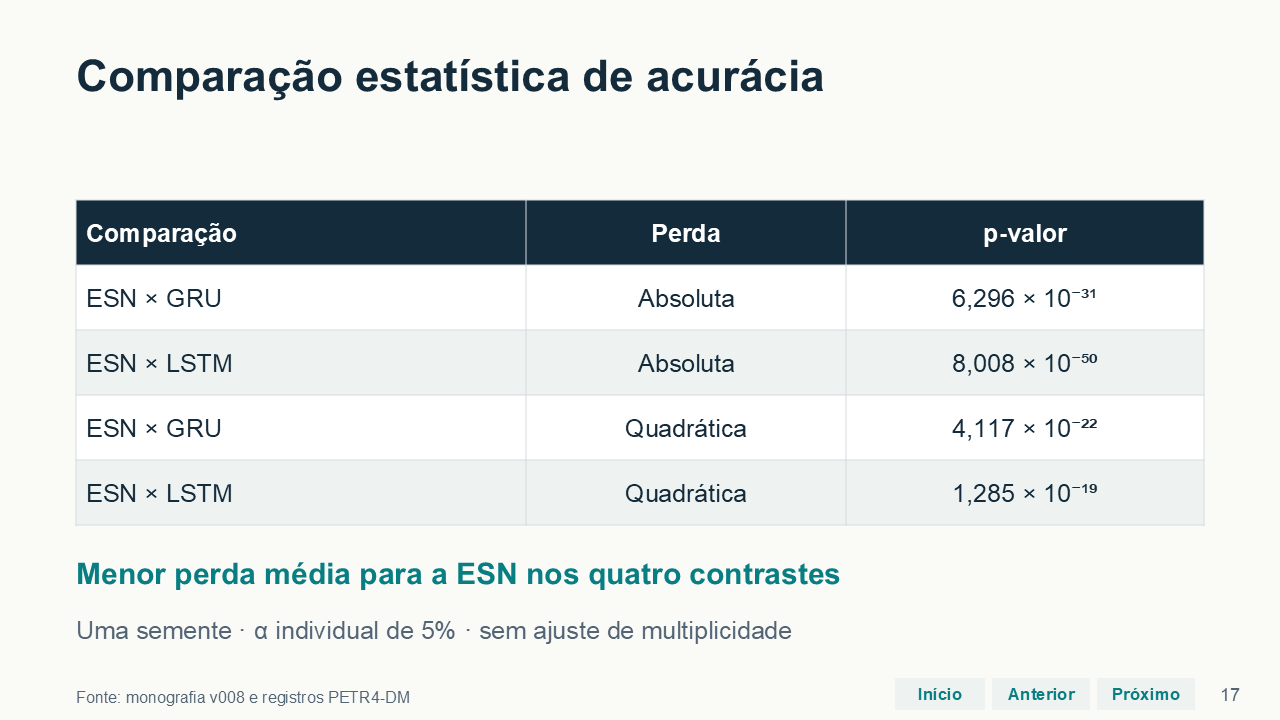 Comparação estatística de acurácia
Comparação Perda p-valor
ESN × GRU Absoluta 6,296 × 10⁻³¹
ESN × LSTM Absoluta 8,008 × 10⁻⁵⁰
ESN × GRU Quadrática 4,117 × 10⁻²²
ESN × LSTM Quadrática 1,285 × 10⁻¹⁹
Menor perda média para a ESN nos quatro contrastes
Uma semente · α individual de 5% · sem ajuste de multiplicidade
Fonte: monografia v008 e registros PETR4-DM
Início Anterior Próximo 17